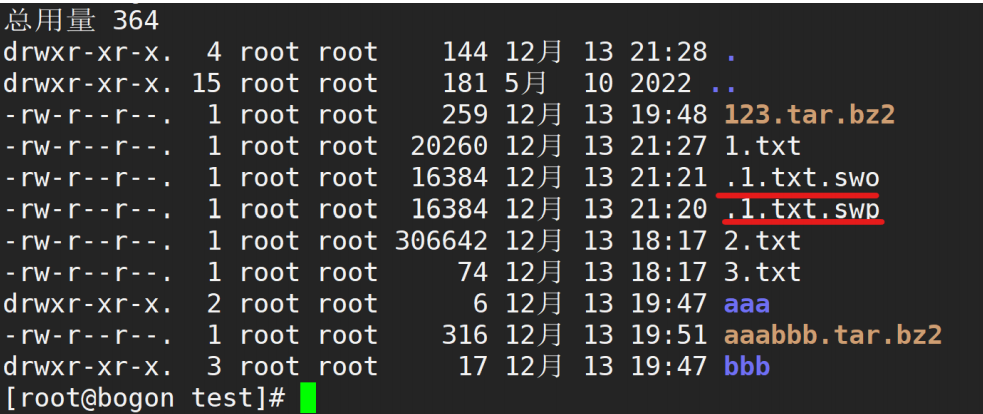 总用量 364
drwxr-xr-x.  4 root root    144 12月 13 21:28 .
drwxr-xr-x. 15 root root    181 5月  10 2022 ..
-rw-r--r--.  1 root root    259 12月 13 19:48 123.tar.bz2
-rw-r--r--.  1 root root  20260 12月 13 21:27 1.txt
-rw-r--r--.  1 root root  16384 12月 13 21:21 .1.txt.swo
-rw-r--r--.  1 root root  16384 12月 13 21:20 .1.txt.swp
-rw-r--r--.  1 root root 306642 12月 13 18:17 2.txt
-rw-r--r--.  1 root root     74 12月 13 18:17 3.txt
drwxr-xr-x.  2 root root      6 12月 13 19:47 aaa
-rw-r--r--.  1 root root    316 12月 13 19:51 aaabbb.tar.bz2
drwxr-xr-x.  3 root root     17 12月 13 19:47 bbb
[root@bogon test]#